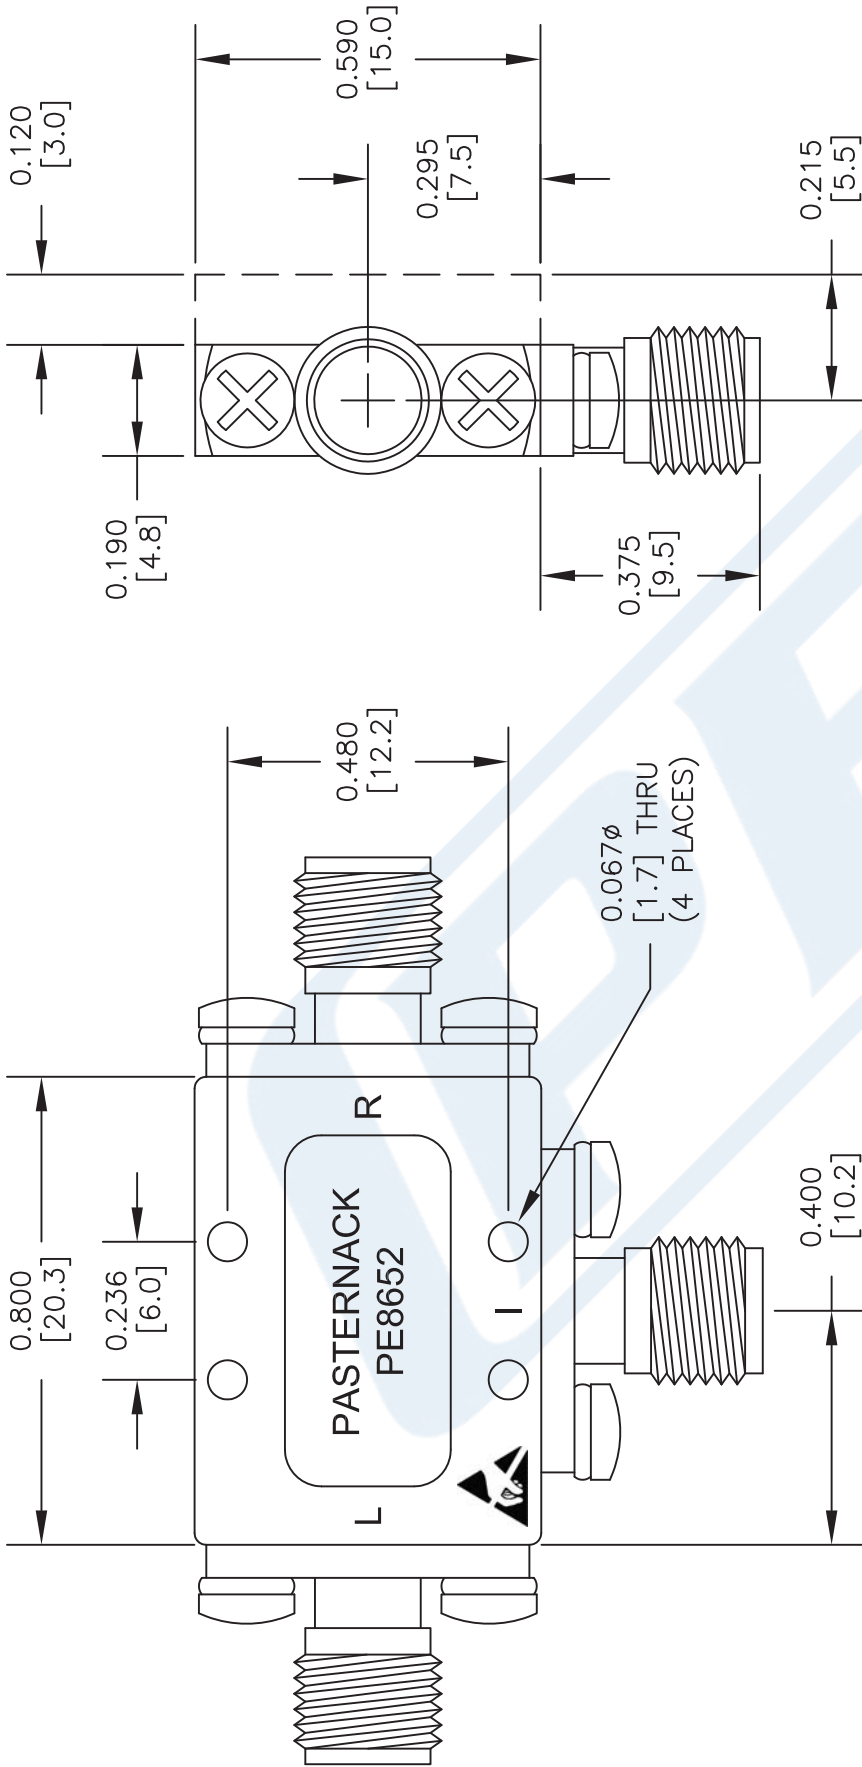 0.800
[20.3]
0.236
[6.0]
0.480
[12.2]
L
PASTERNACK
PE8652
R
I
0.067ø
[1.7] THRU
(4 PLACES)
0.400
[10.2]
0.120
[3.0]
0.190
[4.8]
0.590
[15.0]
0.295
[7.5]
0.375
[9.5]
0.215
[5.5]